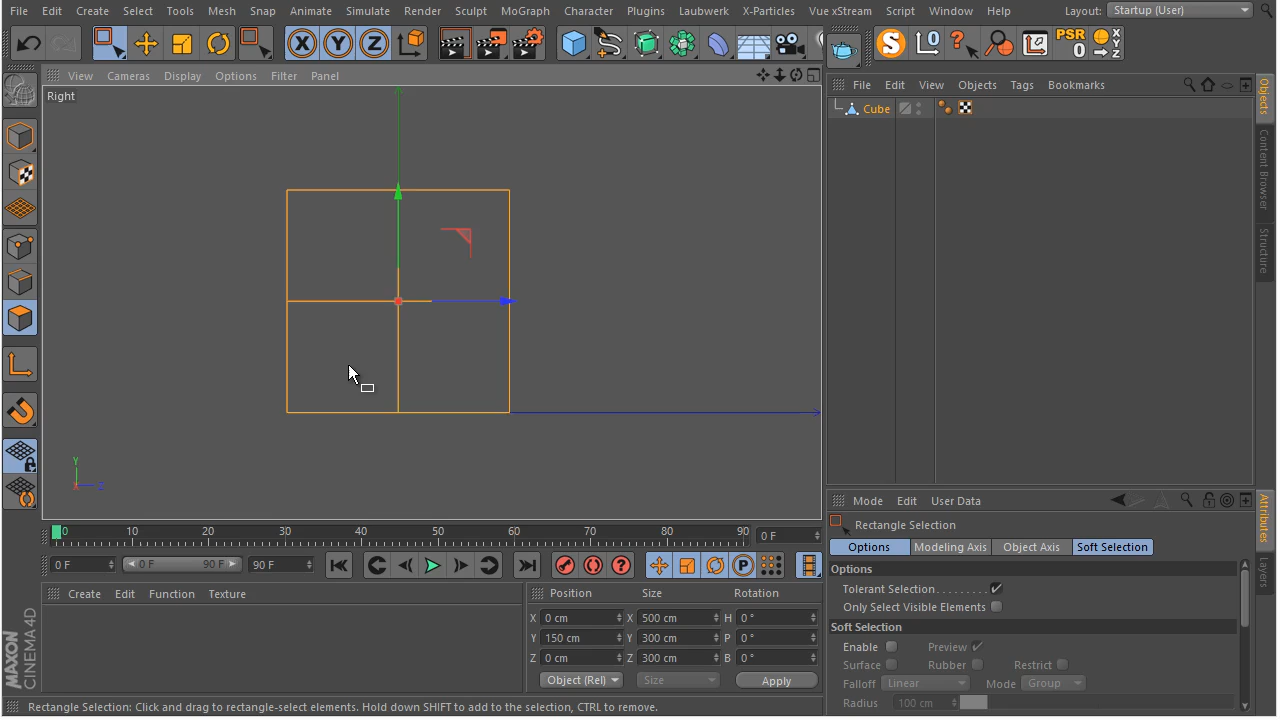 File Edit Create Select Tools Mesh Snap Animate Simulate Render Sculpt MoGraph Character Plugins Laubwerk X-Particles Vue xStream Script Window Help Layout: Startup (User)
X Y Z S 0 PSR 0 X Y Z
View Cameras Display Options Filter Panel
File Edit View Objects Tags Bookmarks
Right
Cube
Objects
Content Browser
Structure
Y
X Z
Mode Edit User Data
Rectangle Selection
Options Modeling Axis Object Axis Soft Selection
Attributes
Layers
0 10 20 30 40 50 60 70 80 90 0 F
0 F 0 F 90 F 90 F P
Options
Tolerant Selection
Only Select Visible Elements
Soft Selection
Enable Preview
Surface Rubber Restrict
Falloff Linear Mode Group
Radius 100 cm
Create Edit Function Texture
Position Size Rotation
X 0 cm X 500 cm H 0 °
Y 150 cm Y 300 cm P 0 °
Z 0 cm Z 300 cm B 0 °
Object (Rel) Size Apply
MAXON
CINEMA 4D
Rectangle Selection: Click and drag to rectangle-select elements. Hold down SHIFT to add to the selection, CTRL to remove.